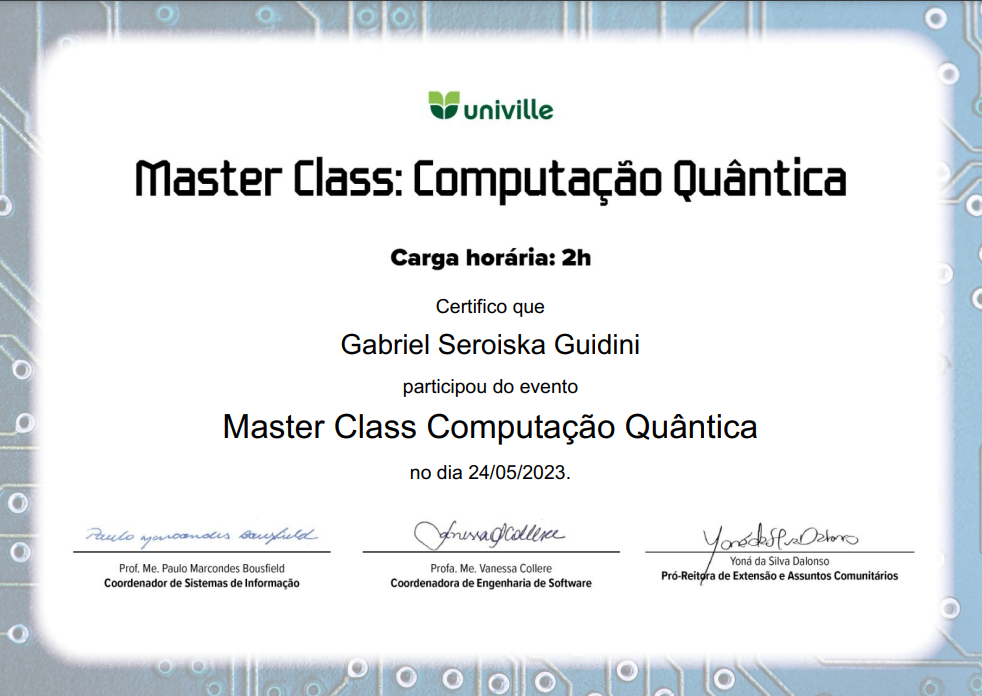 univille
Master Class: Computação Quântica
Carga horária: 2h
Certifico que
Gabriel Seroiska Guidini
participou do evento
Master Class Computação Quântica
no dia 24/05/2023.
Paulo Marcondes Bousfield
Vanessa Collere
Yoná da Silva Dalonso
Prof. Me. Paulo Marcondes Bousfield
Coordenador de Sistemas de Informação
Profa. Me. Vanessa Collere
Coordenadora de Engenharia de Software
Yoná da Silva Dalonso
Pró-Reitora de Extensão e Assuntos Comunitários